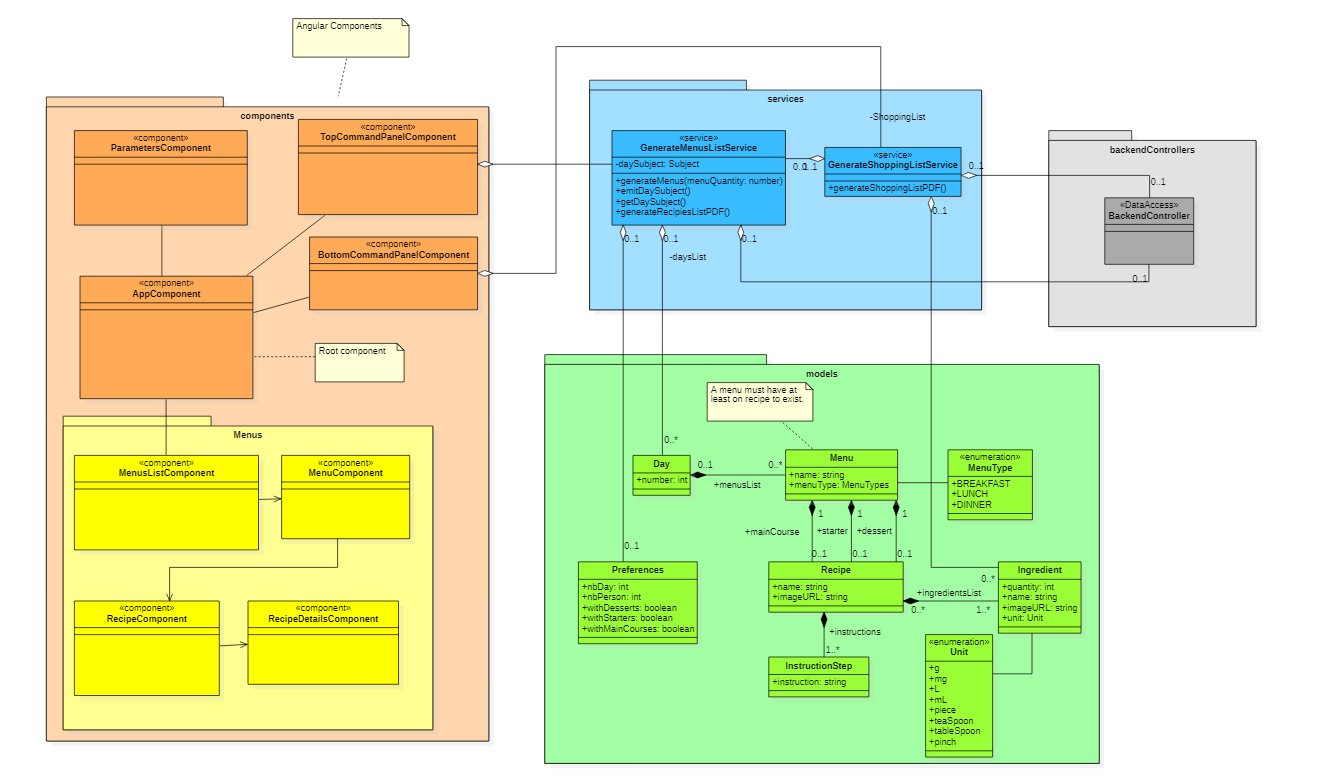 Angular Components
components
«component»
ParametersComponent
«component»
TopCommandPanelComponent
«component»
BottomCommandPanelComponent
«component»
AppComponent
Root component
Menus
«component»
MenusListComponent
«component»
MenuComponent
«component»
RecipeComponent
«component»
RecipeDetailsComponent
services
-ShoppingList
«service»
GenerateMenusListService
-daySubject: Subject
+generateMenus(menuQuantity: number)
+emitDaySubject()
+getDaySubject()
+generateRecipiesListPDF()
0..1
0..1
«service»
GenerateShoppingListService
+generateShoppingListPDF()
0..1
0..1
0..1
0..1
0..1
-daysList
backendControllers
0..1
«DataAccess»
BackendController
0..1
models
A menu must have at
least on recipe to exist.
0..*
Day
+number: int
0..1
0..*
+menusList
Menu
+name: string
+menuType: MenuTypes
«enumeration»
MenuType
+BREAKFAST
+LUNCH
+DINNER
1
1
1
+mainCourse
+starter
+dessert
0..1
0..1
0..1
0..1
Preferences
+nbDay: int
+nbPerson: int
+withDesserts: boolean
+withStarters: boolean
+withMainCourses: boolean
Recipe
+name: string
+imageURL: string
+ingredientsList
0..*
1..*
0..*
Ingredient
+quantity: int
+name: string
+imageURL: string
+unit: Unit
+instructions
1..*
InstructionStep
+instruction: string
«enumeration»
Unit
+g
+mg
+L
+mL
+piece
+teaSpoon
+tableSpoon
+pinch